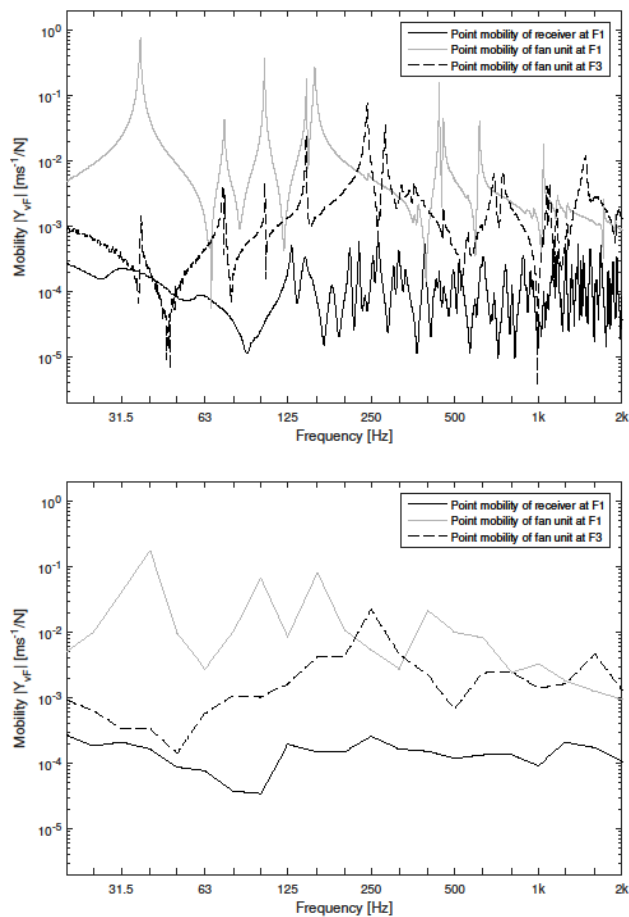 10^0
10^-1
10^-2
10^-3
10^-4
10^-5
Mobility |Y_vF| [ms^-1/N]
Point mobility of receiver at F1
Point mobility of fan unit at F1
Point mobility of fan unit at F3
31.5 63 125 250 500 1k 2k
Frequency [Hz]
10^0
10^-1
10^-2
10^-3
10^-4
10^-5
Mobility |Y_vF| [ms^-1/N]
Point mobility of receiver at F1
Point mobility of fan unit at F1
Point mobility of fan unit at F3
31.5 63 125 250 500 1k 2k
Frequency [Hz]